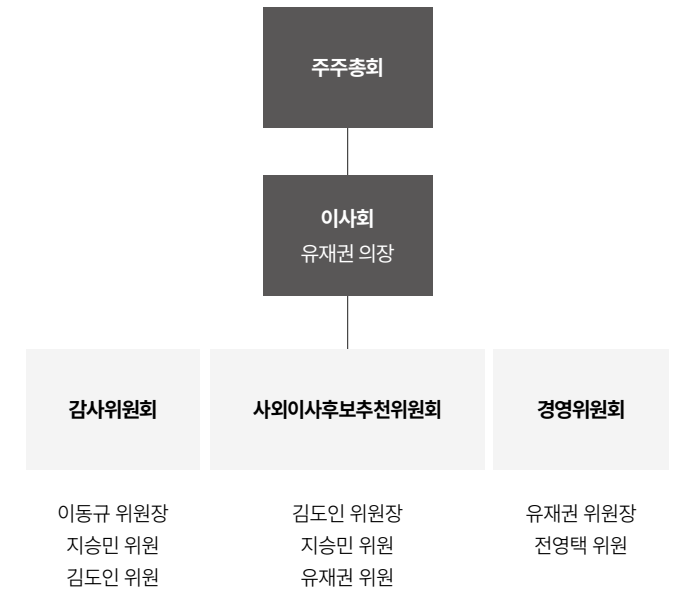 주주총회
이사회
유재권 의장
감사위원회
사외이사후보추천위원회
경영위원회
이동규 위원장
지승민 위원
김도인 위원
김도인 위원장
지승민 위원
유재권 위원
유재권 위원장
전영택 위원